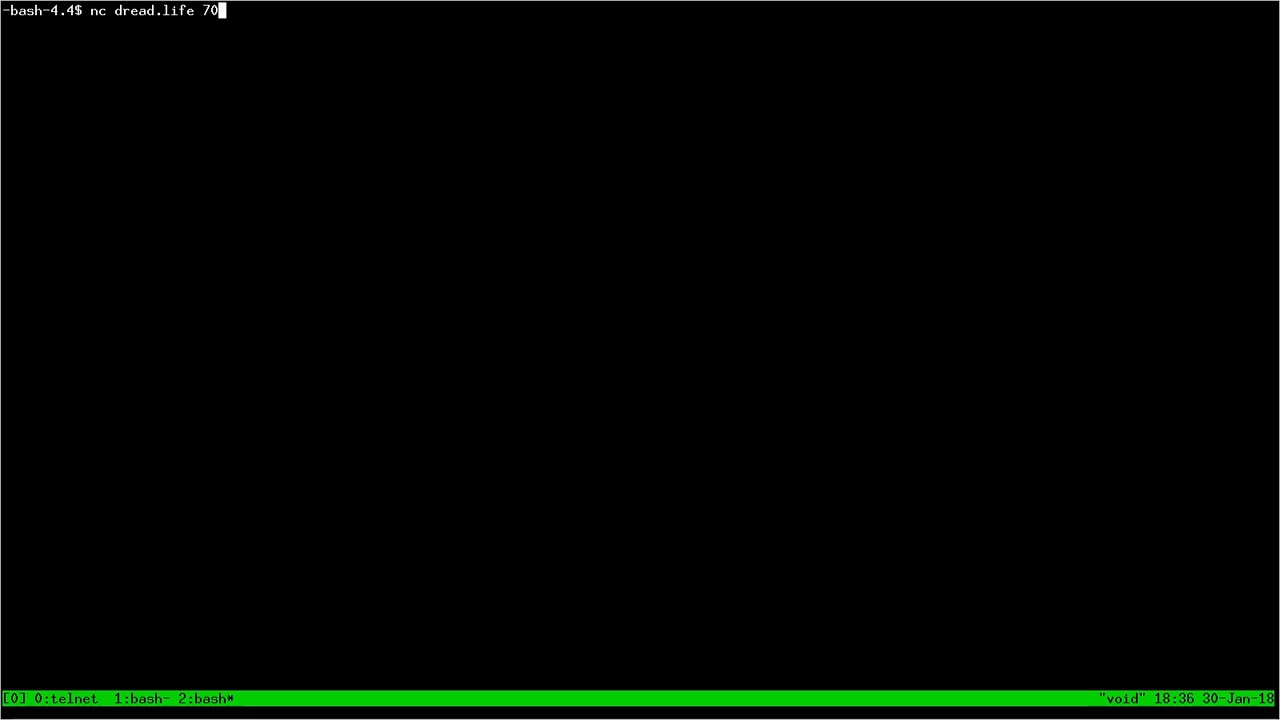 -bash-4.4$ nc dread.life 70
[0] 0:telnet  1:bash- 2:bash*
"void" 18:36 30-Jan-18